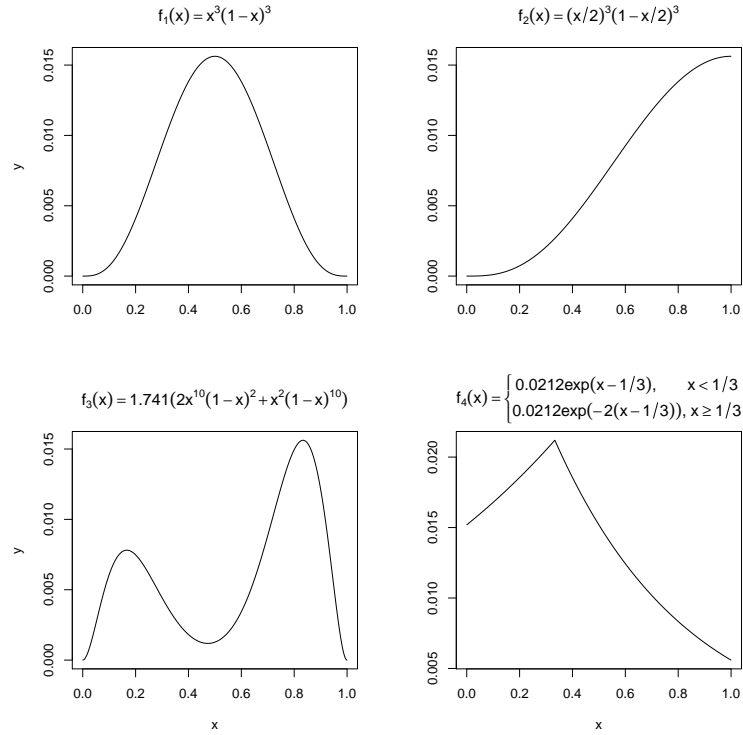 f₁(x) = x³(1−x)³
y
0.000 0.005 0.010 0.015
0.0 0.2 0.4 0.6 0.8 1.0
f₂(x) = (x/2)³(1−x/2)³
0.000 0.005 0.010 0.015
0.0 0.2 0.4 0.6 0.8 1.0
f₃(x) = 1.741(2x¹⁰(1−x)²+x²(1−x)¹⁰)
y
0.000 0.005 0.010 0.015
0.0 0.2 0.4 0.6 0.8 1.0
x
f₄(x) = { 0.0212exp(x−1/3), x < 1/3
0.0212exp(−2(x−1/3)), x ≥ 1/3
0.005 0.010 0.015 0.020
0.0 0.2 0.4 0.6 0.8 1.0
x